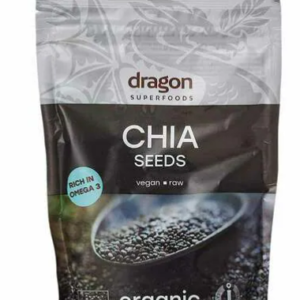 dragon
SUPERFOODS
CHIA
SEEDS
vegan ▪ raw
RICH IN
OMEGA 3
organic